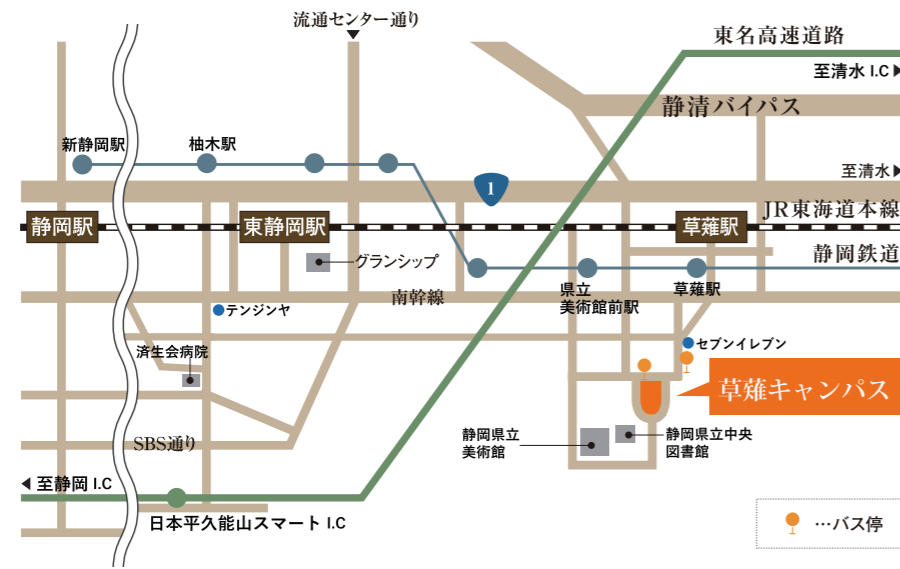 流通センター通り
東名高速道路
至清水 I.C
静清バイパス
新静岡駅
柚木駅
至清水
1
JR東海道本線
静岡駅
東静岡駅
草薙駅
静岡鉄道
グランシップ
県立
美術館前駅
草薙駅
南幹線
テンジンヤ
セブンイレブン
済生会病院
草薙キャンパス
SBS通り
静岡県立
美術館
静岡県立中央
図書館
至静岡 I.C
日本平久能山スマート I.C
…バス停